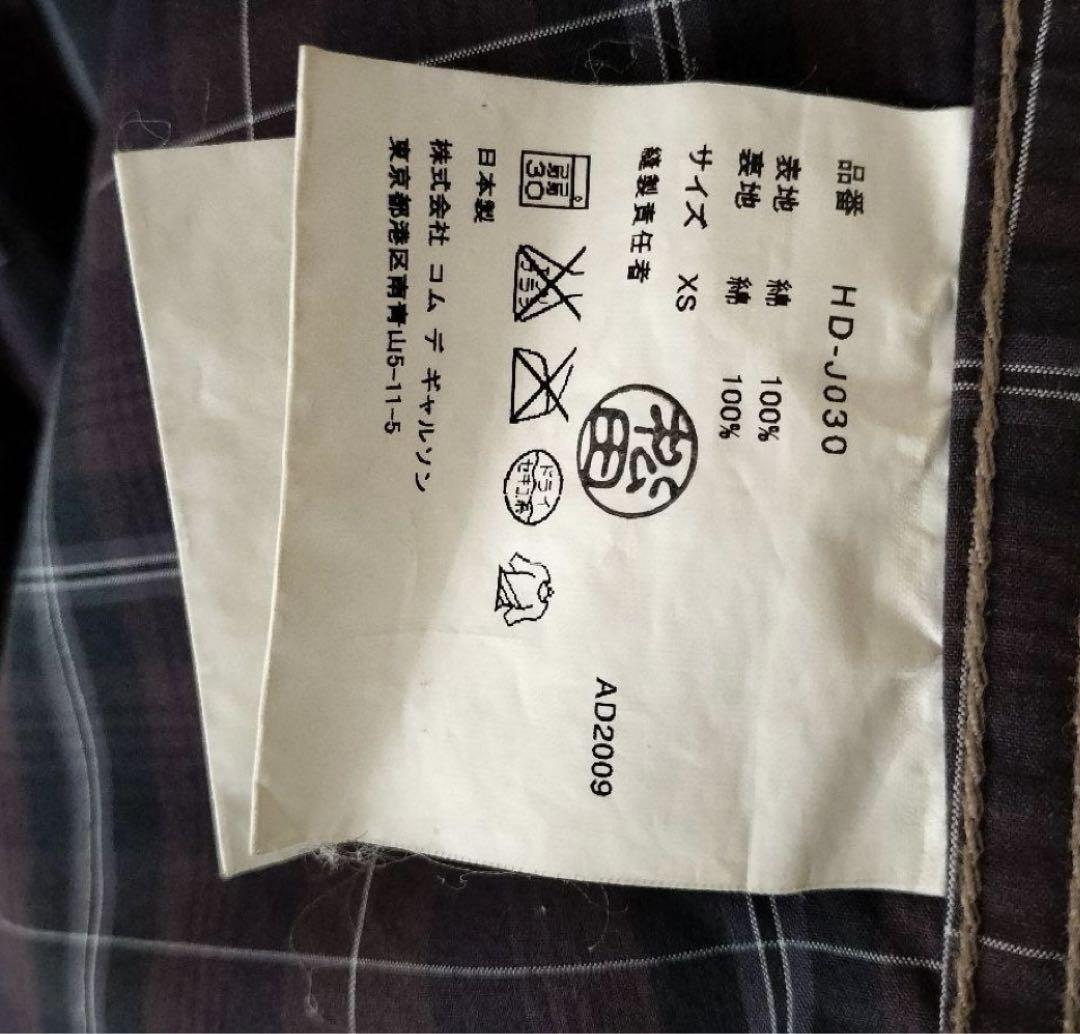 品番 HD-J030
表地 綿 100%
裏地 綿 100%
サイズ XS
縫製責任者
AD2009
弱
30
ドライ
セキユ系
日本製
株式会社 コム デ ギャルソン
東京都港区南青山5-11-5